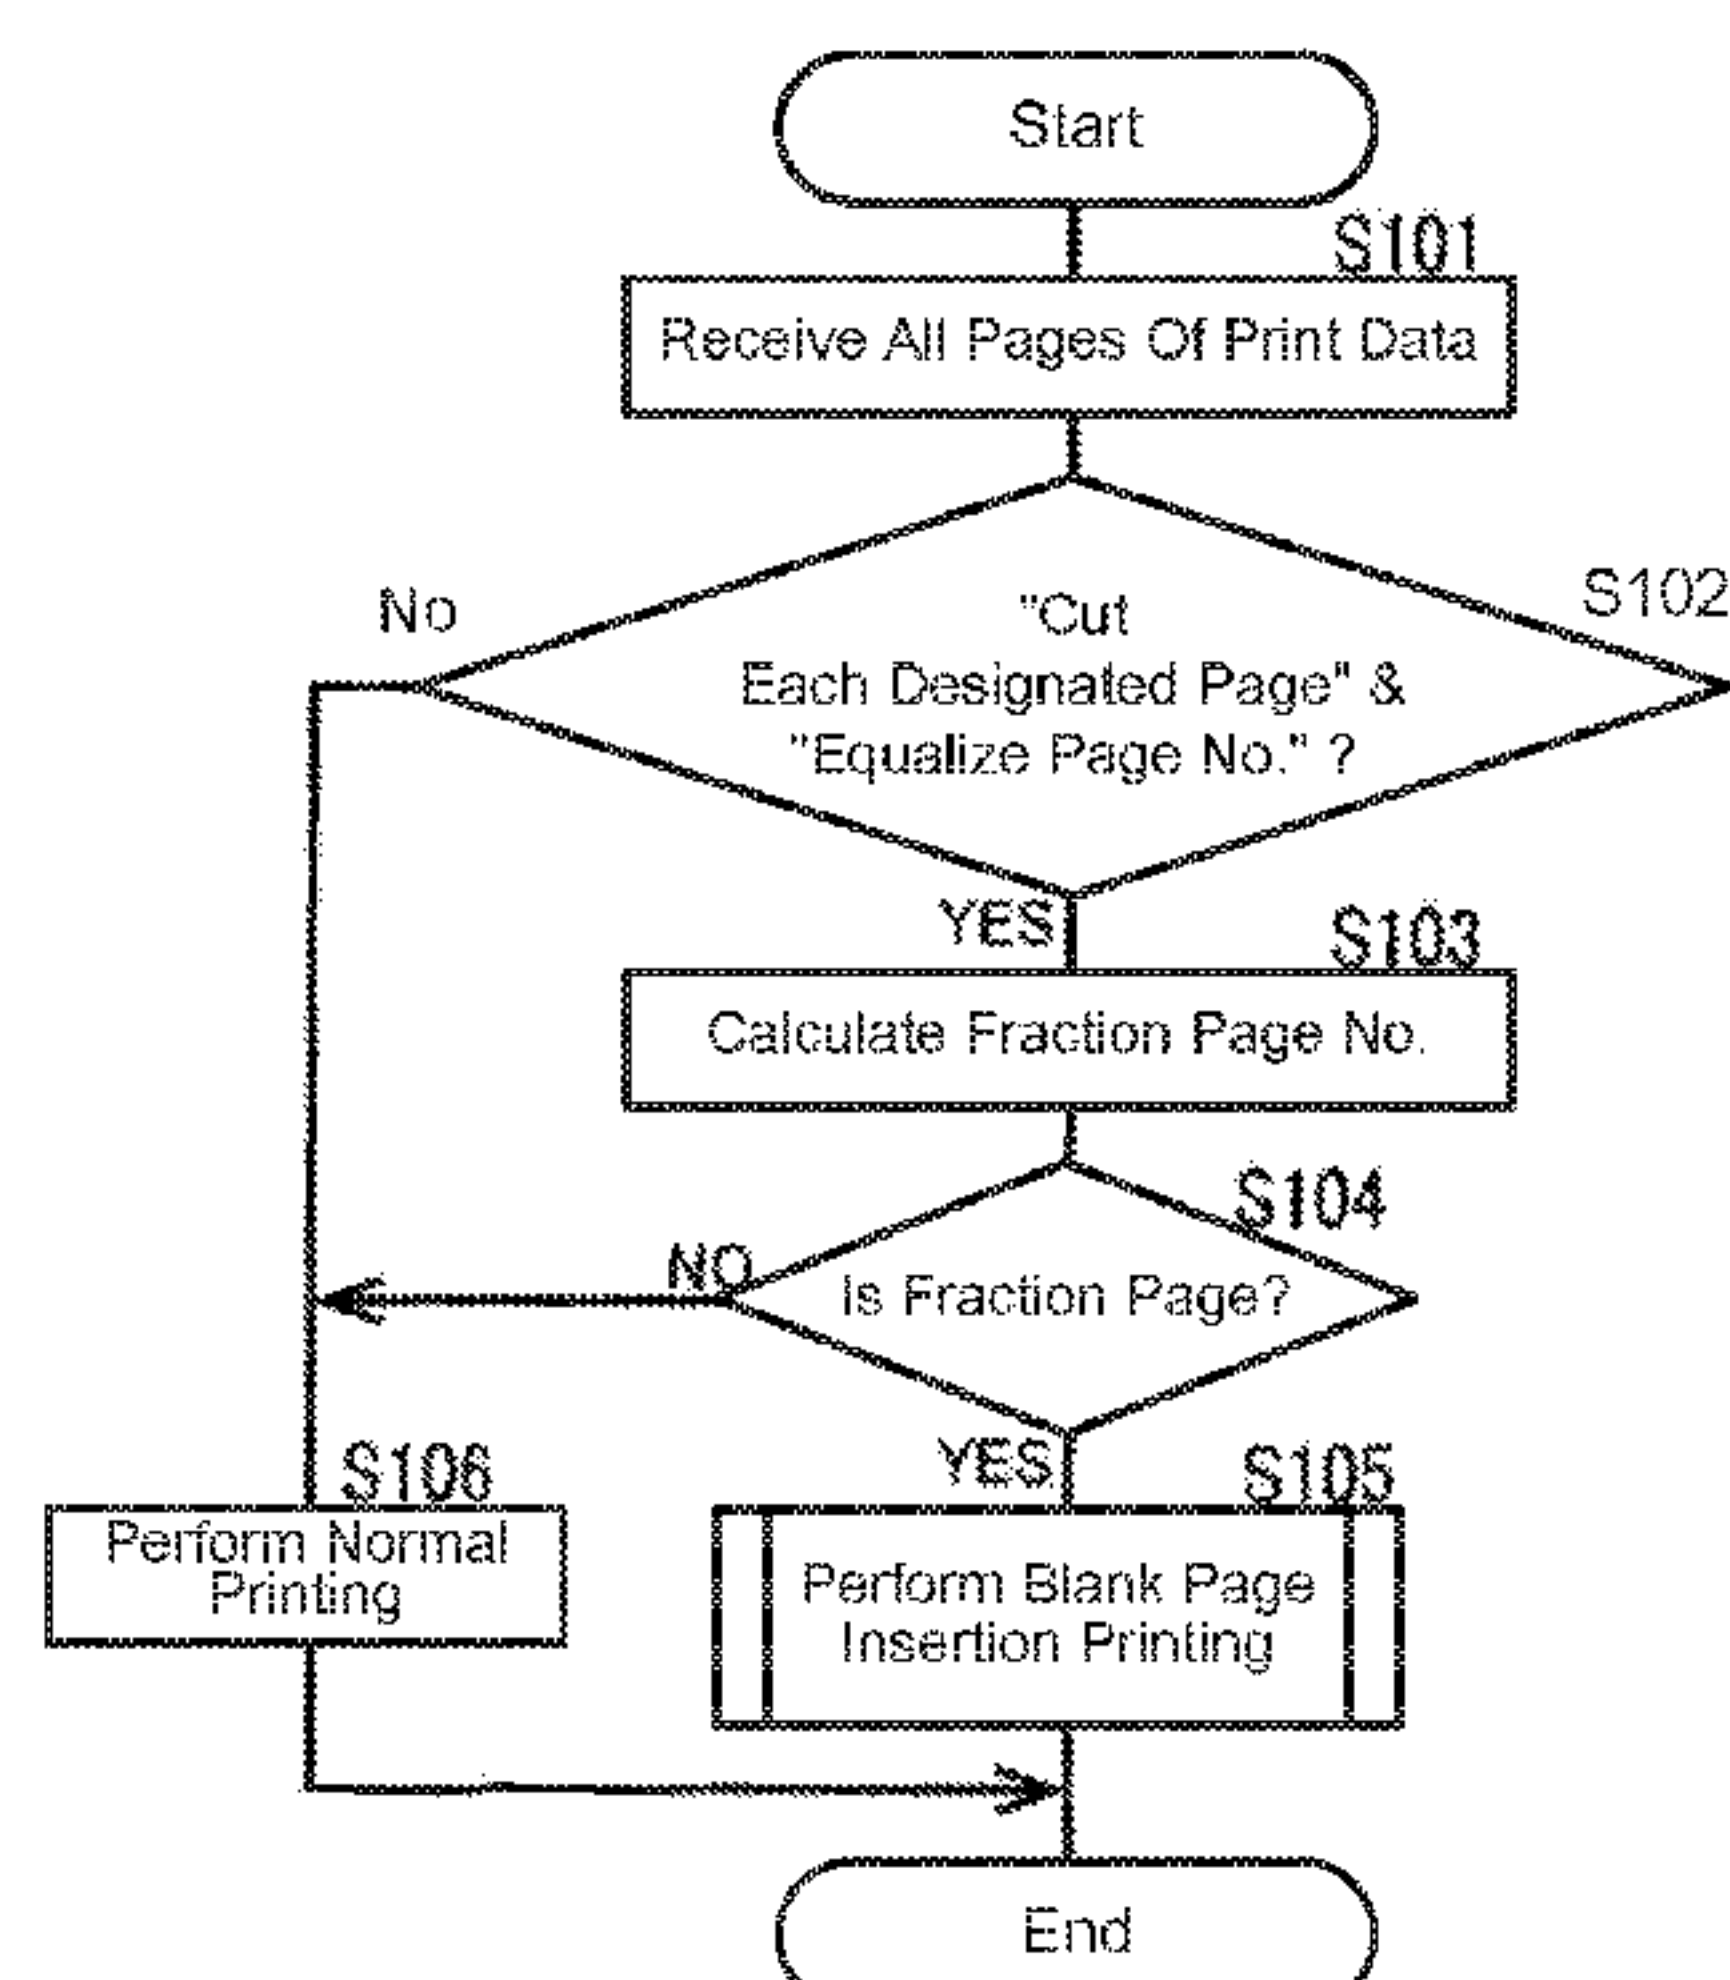 Start
S101
Receive All Pages Of Print Data
No
S102
"Cut
Each Designated Page" &
"Equalize Page No." ?
YES
S103
Calculate Fraction Page No.
S104
NO
Is Fraction Page?
YES
S106
S105
Perform Normal
Printing
Perform Blank Page
Insertion Printing
End